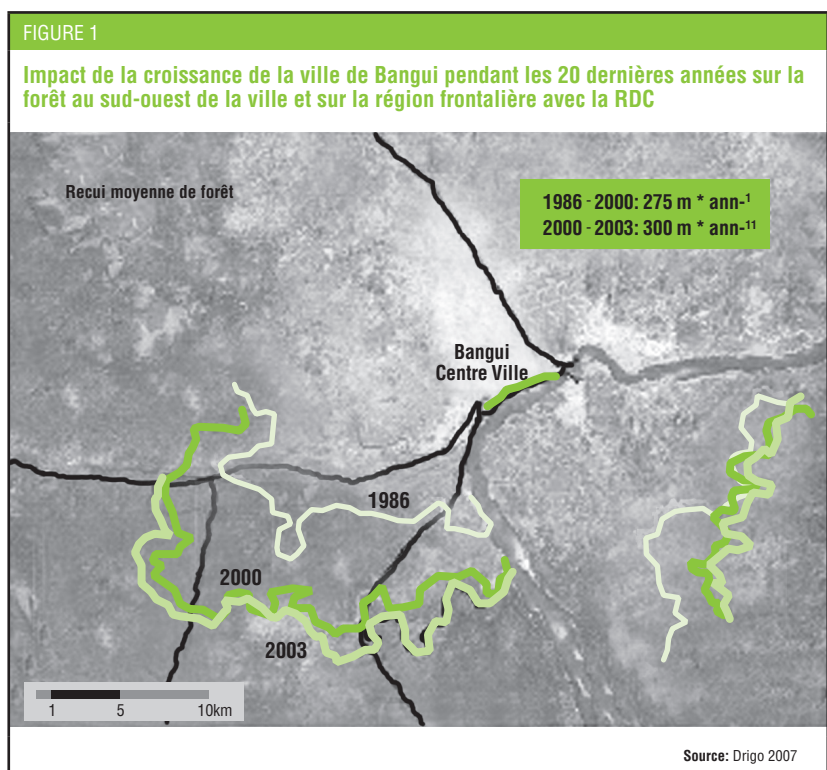 FIGURE 1
Impact de la croissance de la ville de Bangui pendant les 20 dernières années sur la
forêt au sud-ouest de la ville et sur la région frontalière avec la RDC
Recui moyenne de forêt
1986 - 2000: 275 m * ann-¹
2000 - 2003: 300 m * ann-¹¹
Bangui
Centre Ville
1986
2000
2003
1 5 10km
Source: Drigo 2007